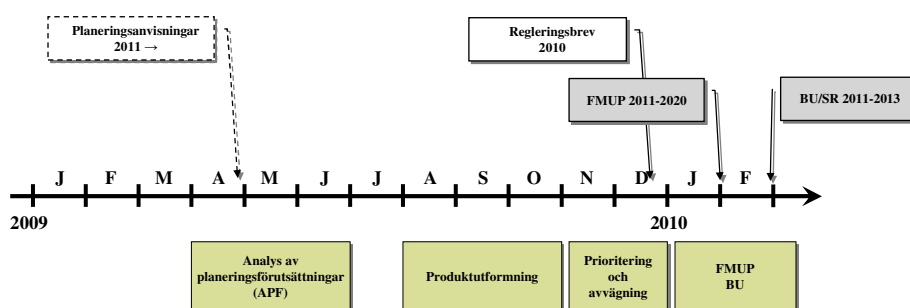 Planeringsanvisningar
2011 →
Regleringsbrev
2010
FMUP 2011-2020
BU/SR 2011-2013
J F M A M J J A S O N D J F
2009
2010
Analys av
planeringsförutsättningar
(APF)
Produktutformning
Prioritering
och
avvägning
FMUP
BU